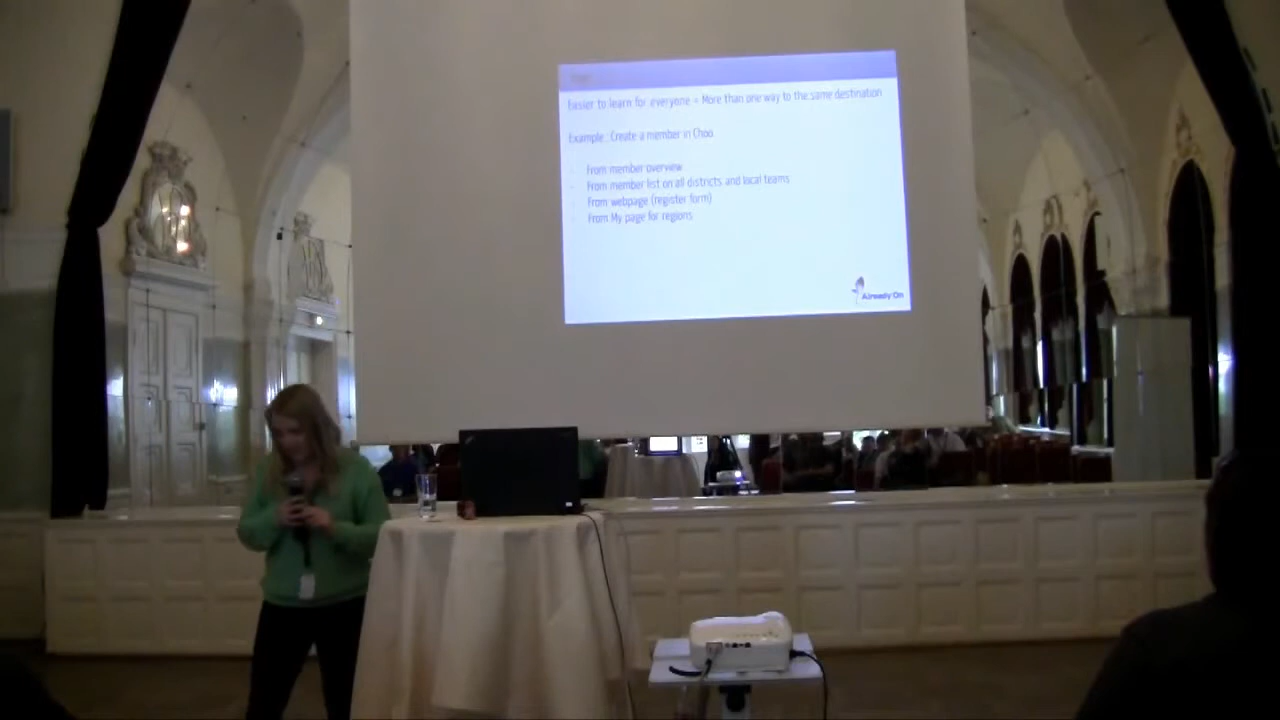 Easier to learn for everyone = More than one way to the same destination
Example: Create a member in Choo
- From member overview
- From member list on all districts and local teams
- From webpage (register form)
- From My page for regions
Already On